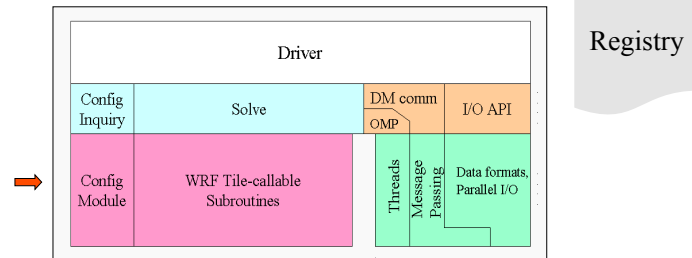 Driver
Registry
Config
Inquiry
Solve
DM comm
OMP
I/O API
Config
Module
WRF Tile-callable
Subroutines
Threads
Message
Passing
Data formats,
Parallel I/O